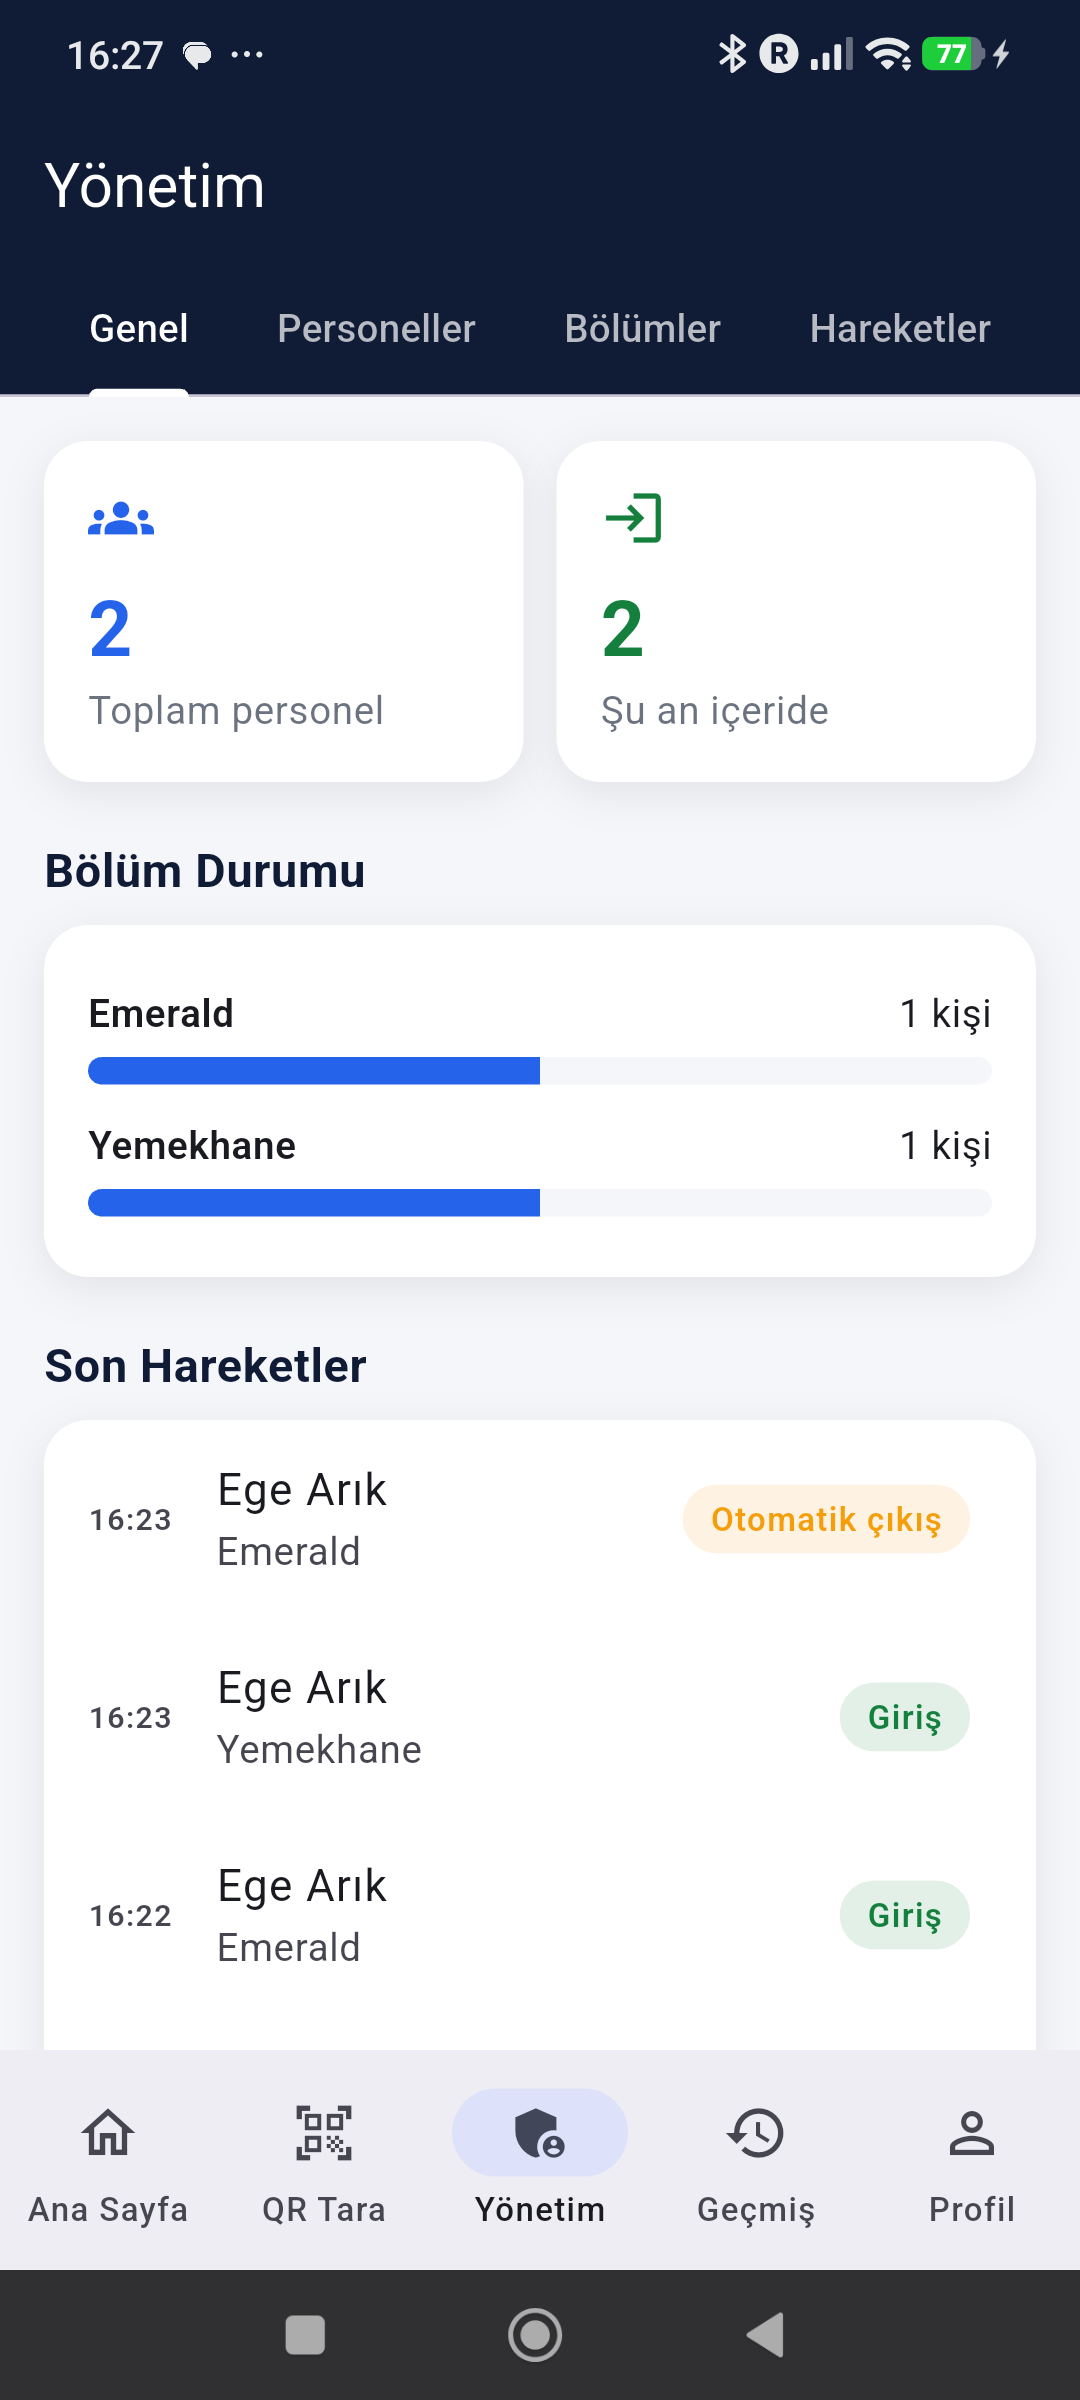 16:27
R
77
Yönetim
Genel Personeller Bölümler Hareketler
2
Toplam personel
2
Şu an içeride
Bölüm Durumu
Emerald 1 kişi
Yemekhane 1 kişi
Son Hareketler
16:23
Ege Arık
Emerald
Otomatik çıkış
16:23
Ege Arık
Yemekhane
Giriş
16:22
Ege Arık
Emerald
Giriş
Ana Sayfa QR Tara Yönetim Geçmiş Profil